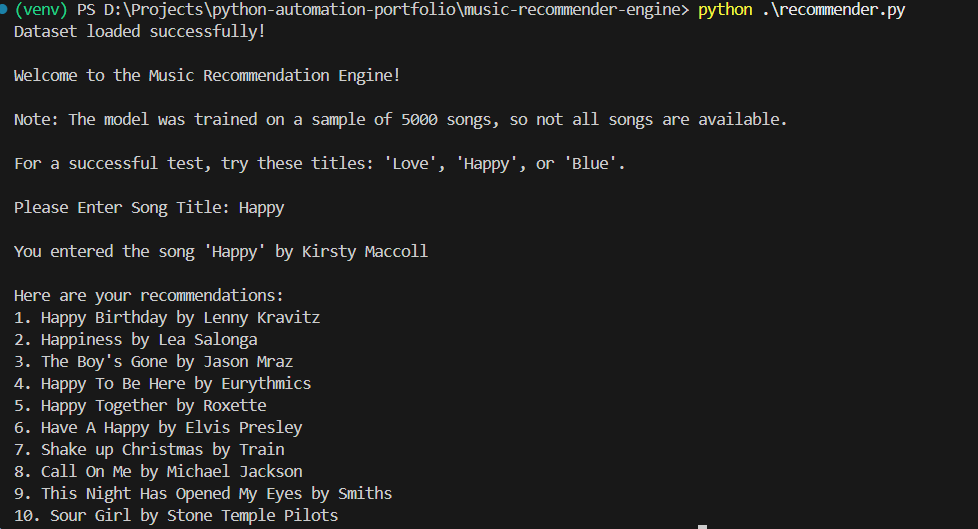 (venv) PS D:\Projects\python-automation-portfolio\music-recommender-engine> python .\recommender.py
Dataset loaded successfully!
Welcome to the Music Recommendation Engine!
Note: The model was trained on a sample of 5000 songs, so not all songs are available.
For a successful test, try these titles: 'Love', 'Happy', or 'Blue'.
Please Enter Song Title: Happy
You entered the song 'Happy' by Kirsty Maccoll
Here are your recommendations:
1. Happy Birthday by Lenny Kravitz
2. Happiness by Lea Salonga
3. The Boy's Gone by Jason Mraz
4. Happy To Be Here by Eurythmics
5. Happy Together by Roxette
6. Have A Happy by Elvis Presley
7. Shake up Christmas by Train
8. Call On Me by Michael Jackson
9. This Night Has Opened My Eyes by Smiths
10. Sour Girl by Stone Temple Pilots